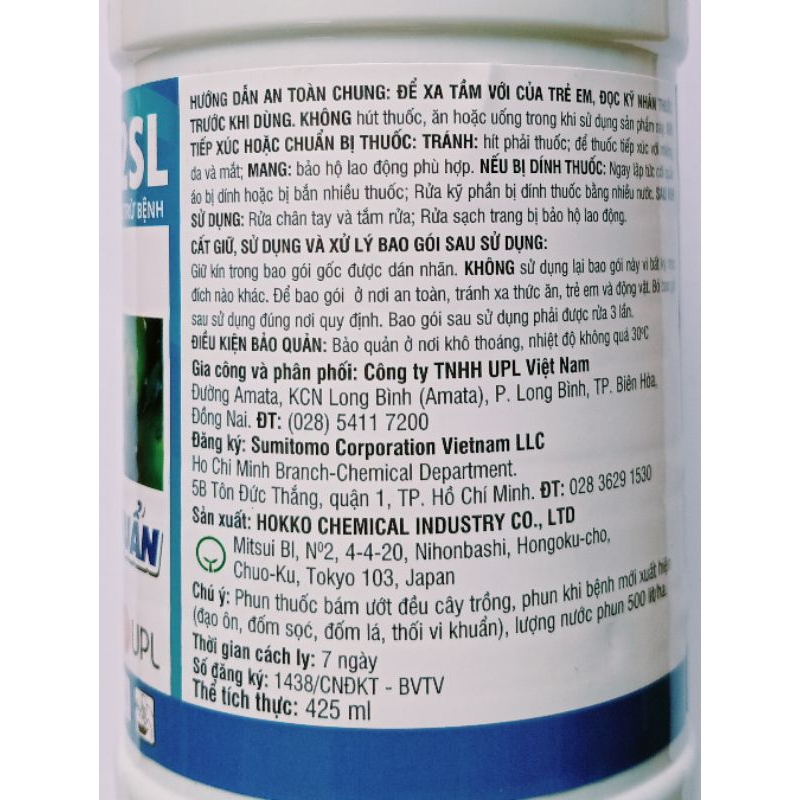 2SL
TRỪ BỆNH
UẨN
UPL
HƯỚNG DẪN AN TOÀN CHUNG: ĐỂ XA TẦM VỚI CỦA TRẺ EM, ĐỌC KỸ NHÃN THUỐC
TRƯỚC KHI DÙNG. KHÔNG hút thuốc, ăn hoặc uống trong khi sử dụng sản phẩm này.
TIẾP XÚC HOẶC CHUẨN BỊ THUỐC: TRÁNH: hít phải thuốc; để thuốc tiếp xúc với
da và mắt; MANG: bảo hộ lao động phù hợp. NẾU BỊ DÍNH THUỐC: Ngay lập tức cởi
áo bị dính hoặc bị bắn nhiều thuốc; Rửa kỹ phần bị dính thuốc bằng nhiều nước. SAU KHI
SỬ DỤNG: Rửa chân tay và tắm rửa; Rửa sạch trang bị bảo hộ lao động.
CẤT GIỮ, SỬ DỤNG VÀ XỬ LÝ BAO GÓI SAU SỬ DỤNG:
Giữ kín trong bao gói gốc được dán nhãn. KHÔNG sử dụng lại bao gói này vì bất kỳ
đích nào khác. Để bao gói ở nơi an toàn, tránh xa thức ăn, trẻ em và động vật. Bỏ
sau sử dụng đúng nơi quy định. Bao gói sau sử dụng phải được rửa 3 lần.
ĐIỀU KIỆN BẢO QUẢN: Bảo quản ở nơi khô thoáng, nhiệt độ không quá 30ºC
Gia công và phân phối: Công ty TNHH UPL Việt Nam
Đường Amata, KCN Long Bình (Amata), P. Long Bình, TP. Biên Hòa,
Đồng Nai. ĐT: (028) 5411 7200
Đăng ký: Sumitomo Corporation Vietnam LLC
Ho Chi Minh Branch-Chemical Department.
5B Tôn Đức Thắng, quận 1, TP. Hồ Chí Minh. ĐT: 028 3629 1530
Sản xuất: HOKKO CHEMICAL INDUSTRY CO., LTD
Mitsui BI, Nº2, 4-4-20, Nihonbashi, Hongoku-cho,
Chuo-Ku, Tokyo 103, Japan
Chú ý: Phun thuốc bám ướt đều cây trồng, phun khi bệnh mới xuất hiện
(đạo ôn, đốm sọc, đốm lá, thối vi khuẩn), lượng nước phun 500 lít/ha.
Thời gian cách ly: 7 ngày
Số đăng ký: 1438/CNĐKT - BVTV
Thể tích thực: 425 ml